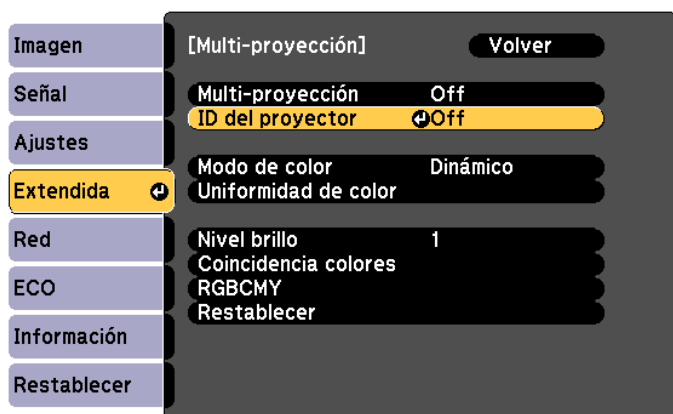 Imagen
Señal
Ajustes
Extendida
Red
ECO
Información
Restablecer
[Multi-proyección] Volver
Multi-proyección Off
ID del proyector Off
Modo de color Dinámico
Uniformidad de color
Nivel brillo 1
Coincidencia colores
RGBCMY
Restablecer